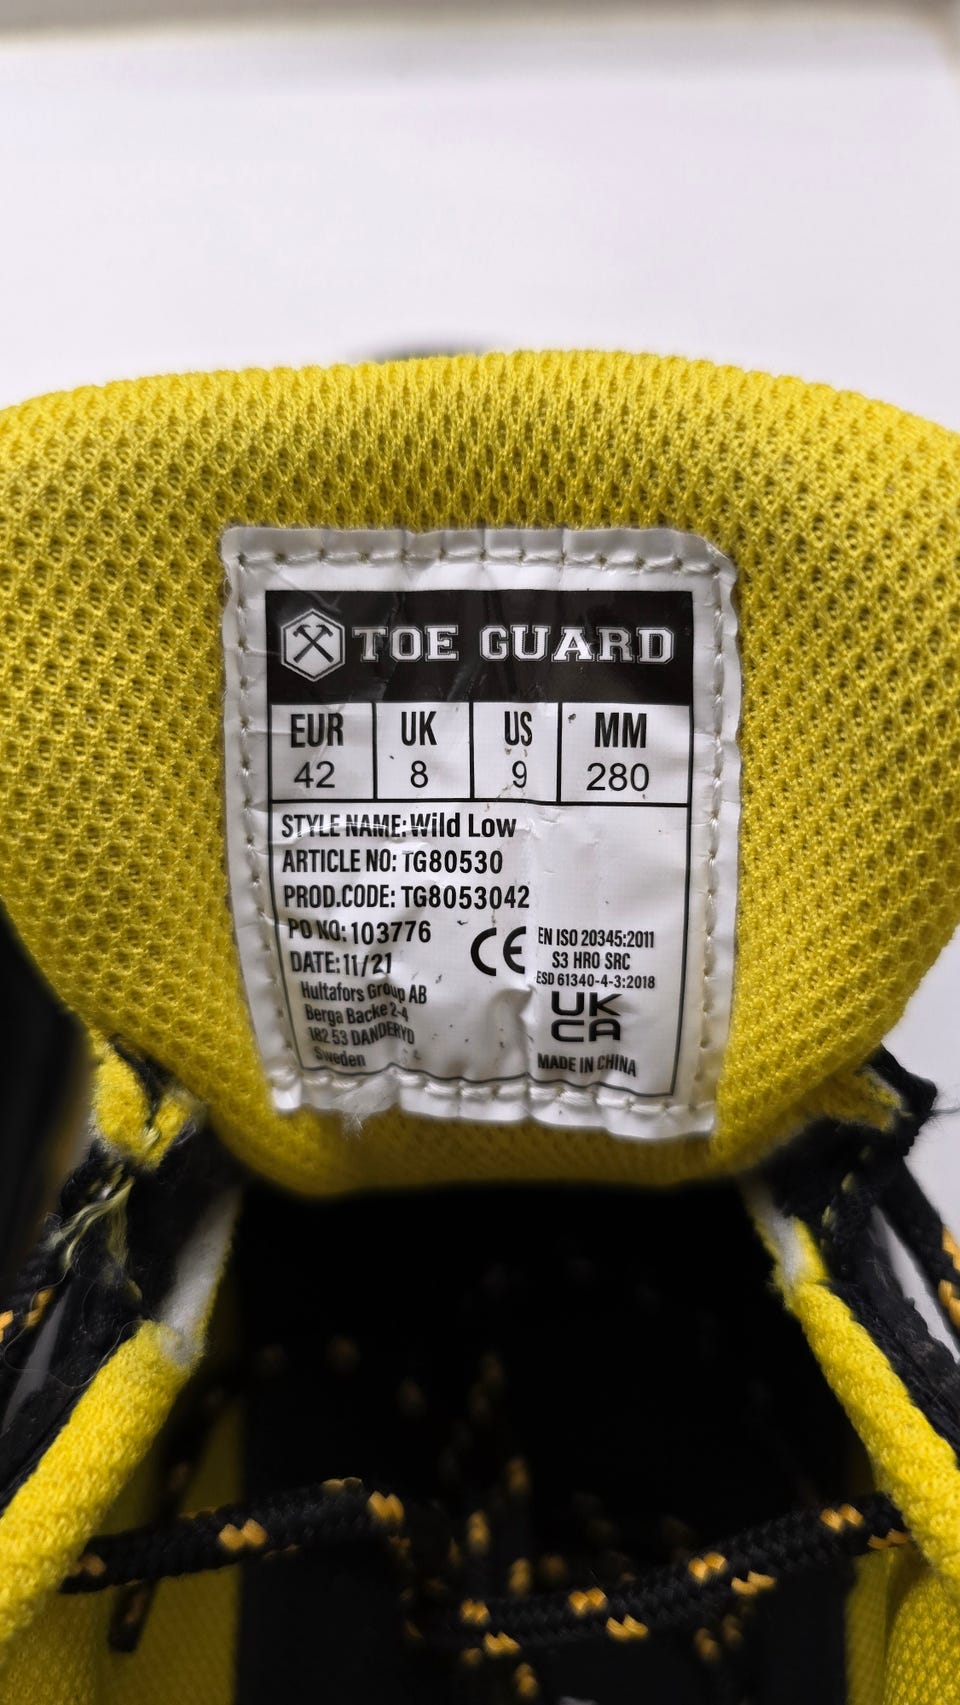 TOE GUARD
EUR UK US MM
42 8 9 280
STYLE NAME: Wild Low
ARTICLE NO: TG80530
PROD.CODE: TG8053042
PO NO: 103776
DATE: 11/21
Hultafors Group AB
Berga Backe 2-4
182 53 DANDERYD
Sweden
CE
EN ISO 20345:2011
S3 HRO SRC
ESD 61340-4-3:2018
UK
CA
MADE IN CHINA